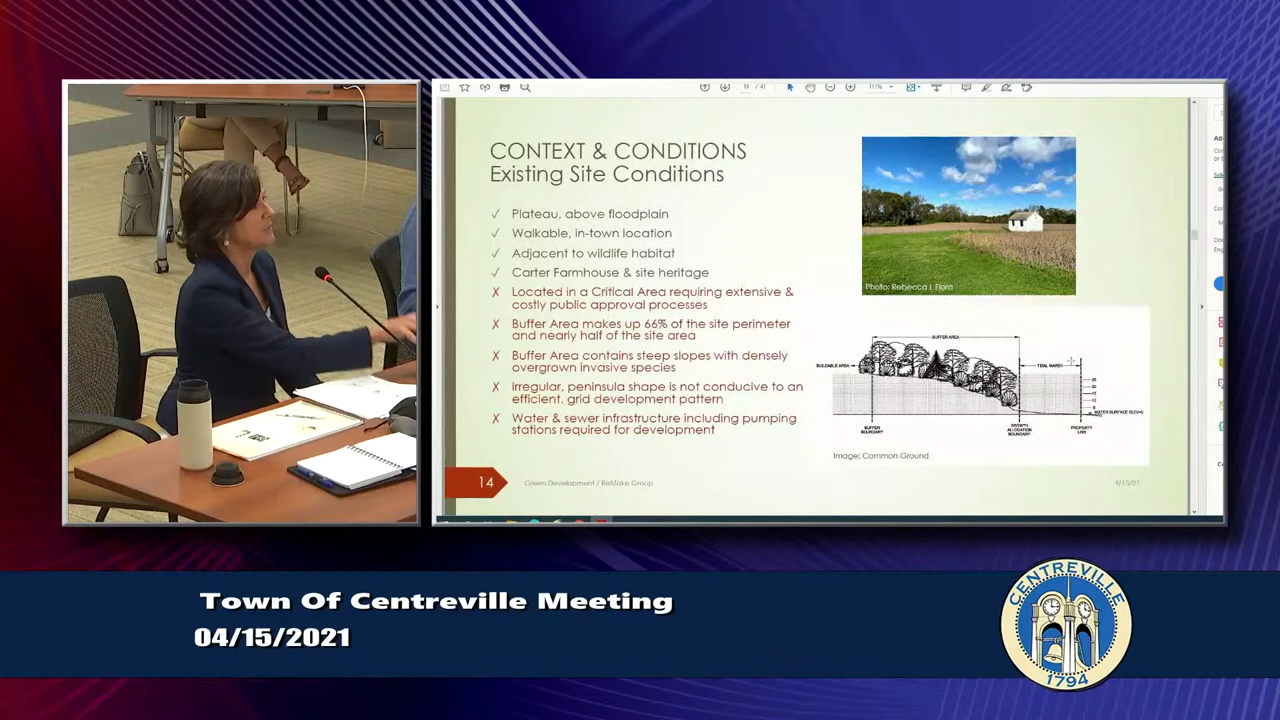 CONTEXT & CONDITIONS
Existing Site Conditions
✓ Plateau, above floodplain
✓ Walkable, in-town location
✓ Adjacent to wildlife habitat
✓ Carter Farmhouse & site heritage
✗ Located in a Critical Area requiring extensive &
costly public approval processes
✗ Buffer Area makes up 66% of the site perimeter
and nearly half of the site area
✗ Buffer Area contains steep slopes with densely
overgrown invasive species
✗ Irregular, peninsula shape is not conducive to an
efficient, grid development pattern
✗ Water & sewer infrastructure including pumping
stations required for development
Photo: Rebecca L Flora
BUFFER AREA
BUILDABLE AREA
TIDAL MARSH
BUFFER
BOUNDARY
GROWTH
ALLOCATION
BOUNDARY
PROPERTY
LINE
Image: Common Ground
14
Green Development / ReMake Group
4/15/21
Town Of Centreville Meeting
04/15/2021
CENTREVILLE
1794